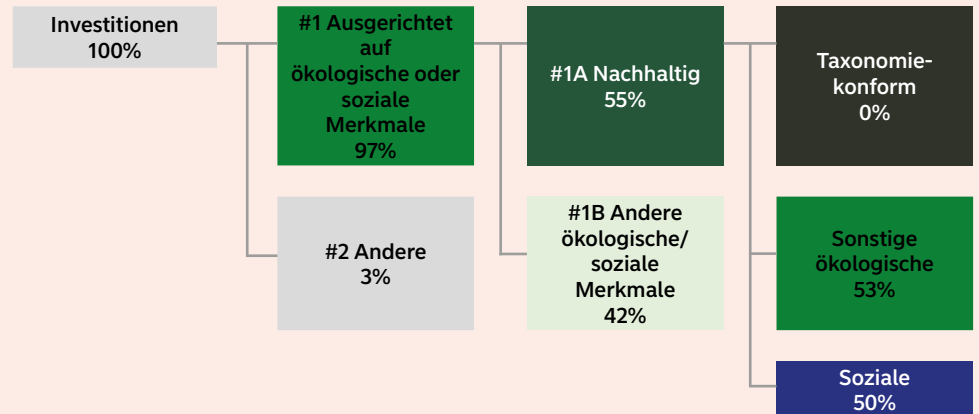 Investitionen
100%
#1 Ausgerichtet
auf
ökologische oder
soziale
Merkmale
97%
#2 Andere
3%
#1A Nachhaltig
55%
#1B Andere
ökologische/
soziale
Merkmale
42%
Taxonomie-
konform
0%
Sonstige
ökologische
53%
Soziale
50%